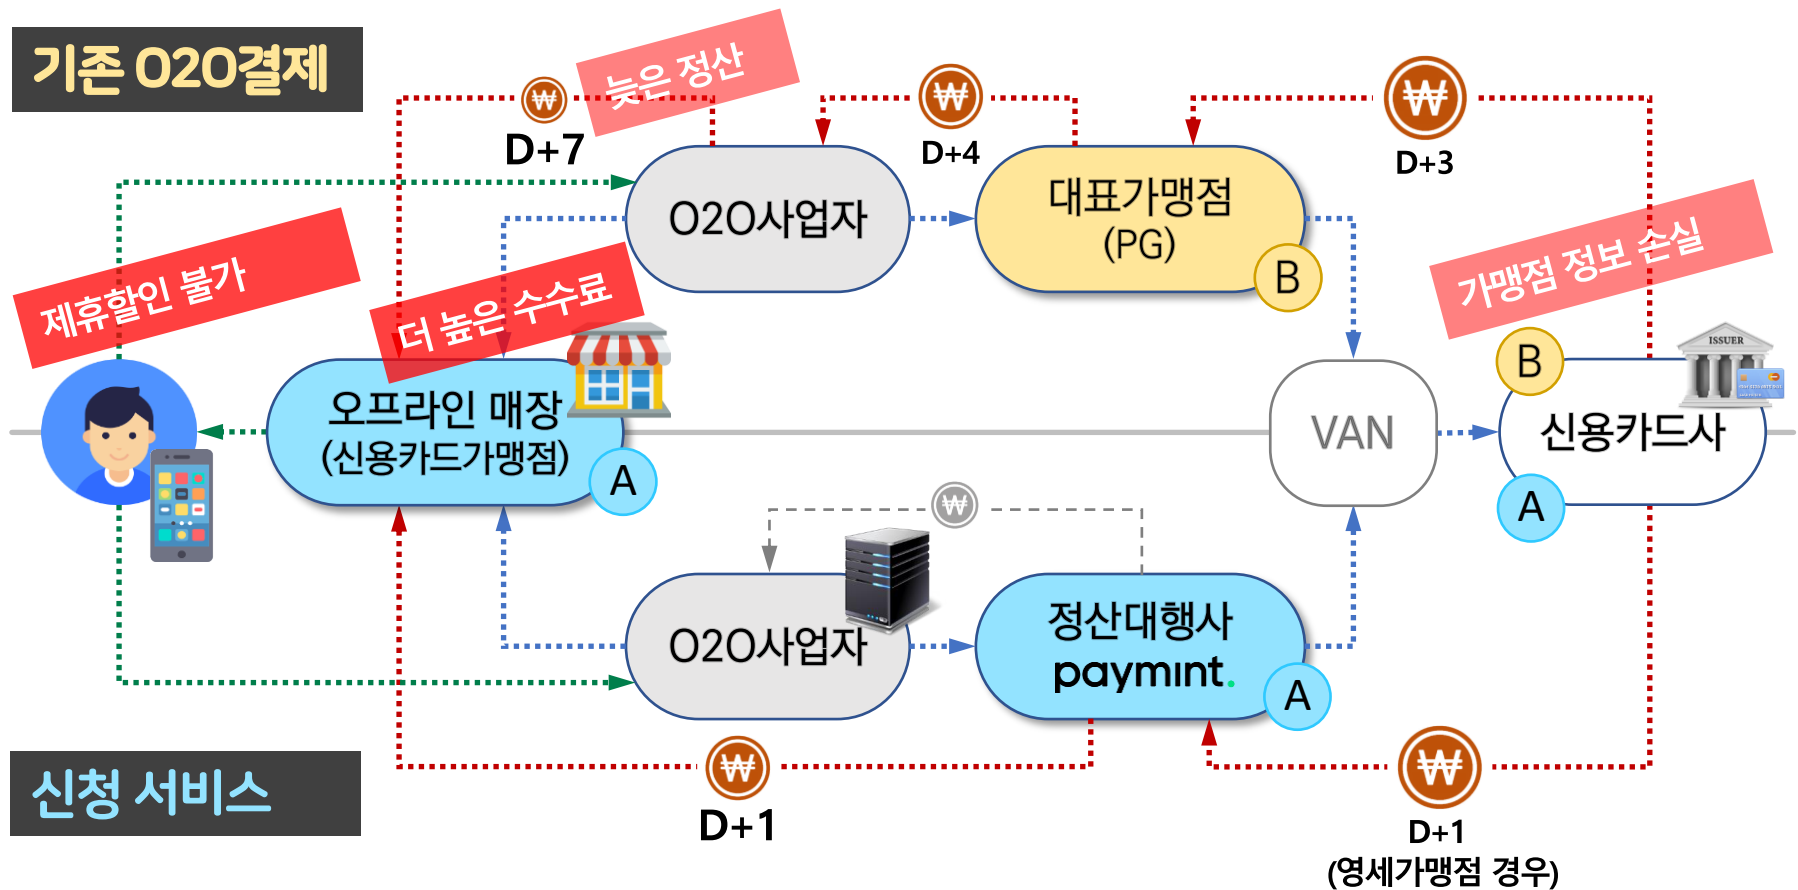 기존 O2O결제
늦은 정산
D+7
D+4
D+3
O2O사업자
대표가맹점
(PG)
B
제휴할인 불가
더 높은 수수료
가맹점 정보 손실
ISSUER
B
오프라인 매장
(신용카드가맹점)
A
VAN
신용카드사
A
O2O사업자
정산대행사
paymint.
A
신청 서비스
D+1
D+1
(영세가맹점 경우)